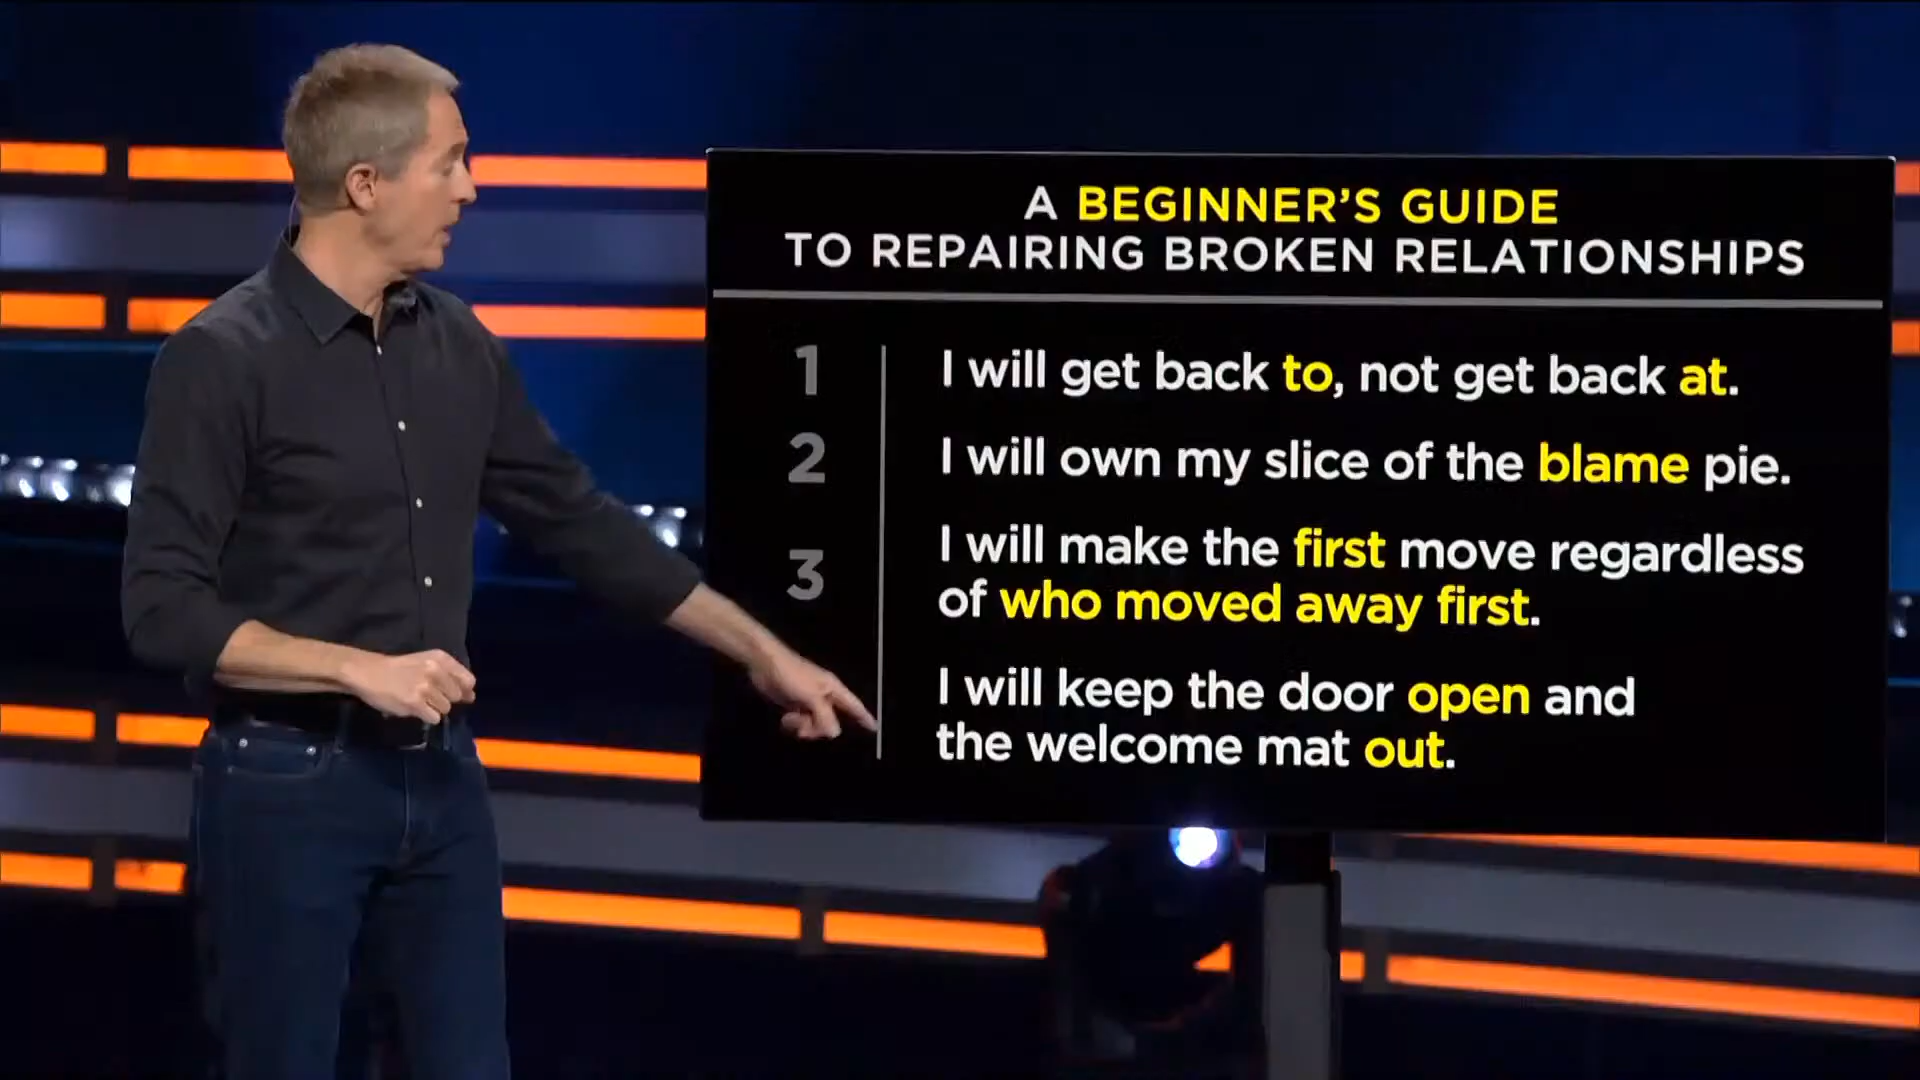 A BEGINNER'S GUIDE
TO REPAIRING BROKEN RELATIONSHIPS
1 I will get back to, not get back at.
2 I will own my slice of the blame pie.
3 I will make the first move regardless
of who moved away first.
I will keep the door open and
the welcome mat out.